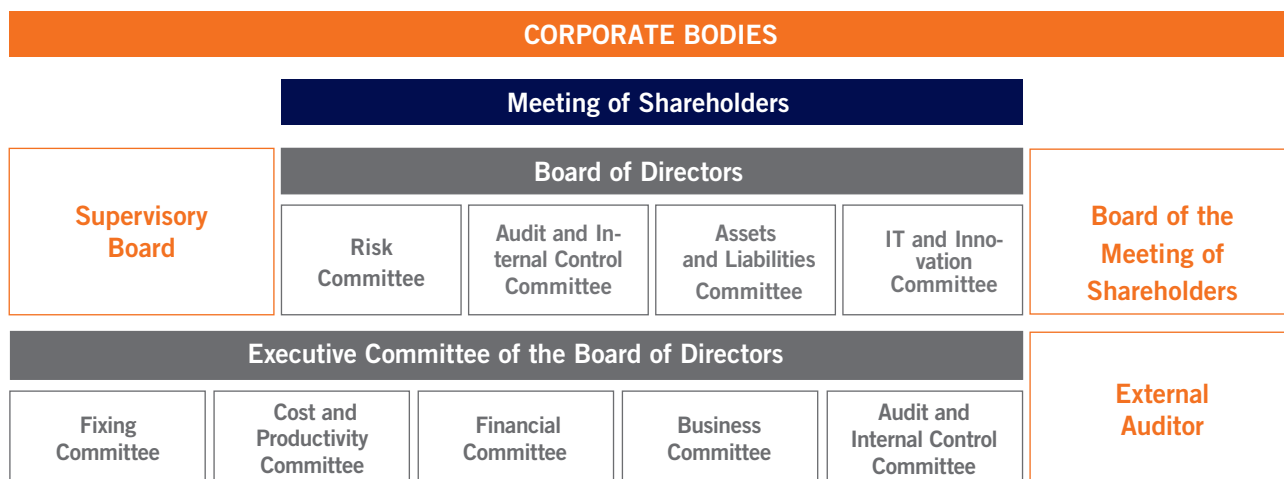 CORPORATE BODIES
Meeting of Shareholders
Supervisory
Board
Board of Directors
Risk
Committee
Audit and In-
ternal Control
Committee
Assets
and Liabilities
Committee
IT and Inno-
vation
Committee
Board of the
Meeting of
Shareholders
Executive Committee of the Board of Directors
Fixing
Committee
Cost and
Productivity
Committee
Financial
Committee
Business
Committee
Audit and
Internal Control
Committee
External
Auditor